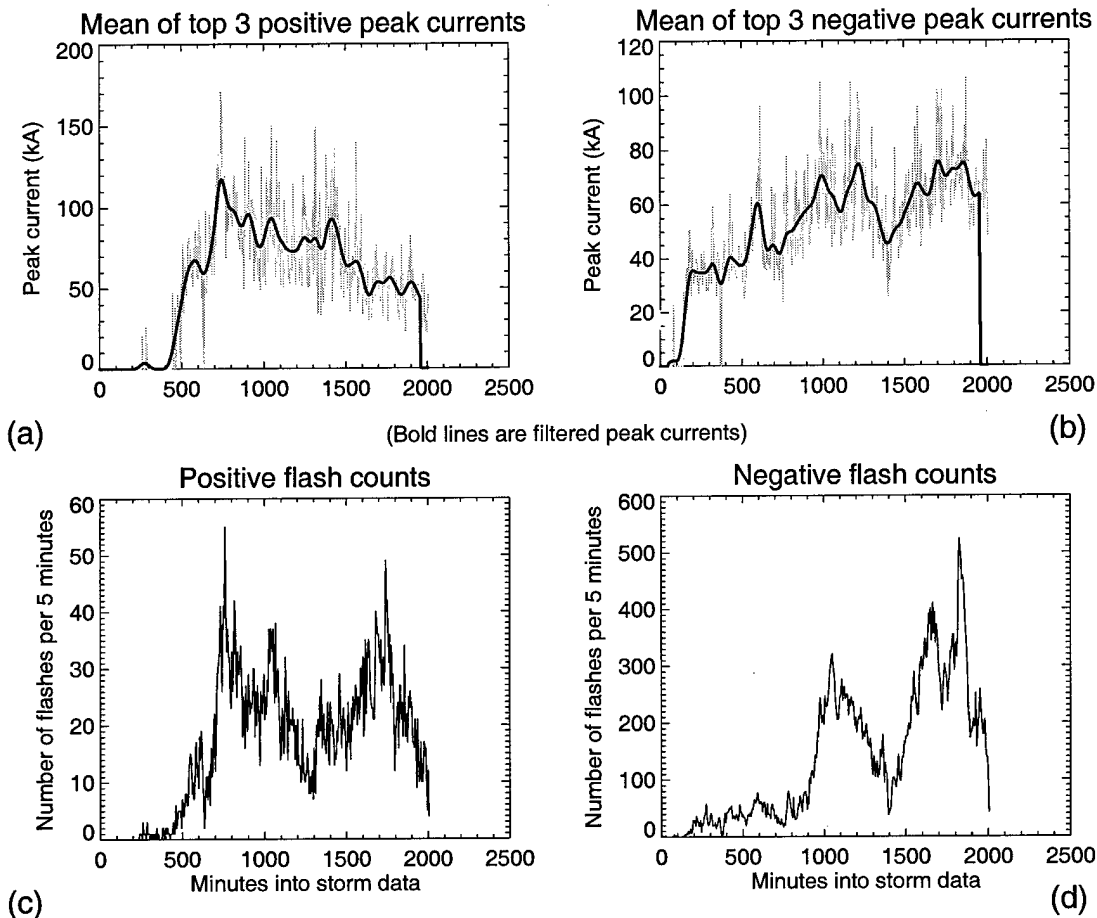 Mean of top 3 positive peak currents
Peak current (kA)
200
150
100
50
0
0 500 1000 1500 2000 2500
(a)
Mean of top 3 negative peak currents
Peak current (kA)
120
100
80
60
40
20
0
0 500 1000 1500 2000 2500
(b)
(Bold lines are filtered peak currents)
Positive flash counts
Number of flashes per 5 minutes
60
50
40
30
20
10
0
0 500 1000 1500 2000 2500
Minutes into storm data
(c)
Negative flash counts
Number of flashes per 5 minutes
600
500
400
300
200
100
0
0 500 1000 1500 2000 2500
Minutes into storm data
(d)